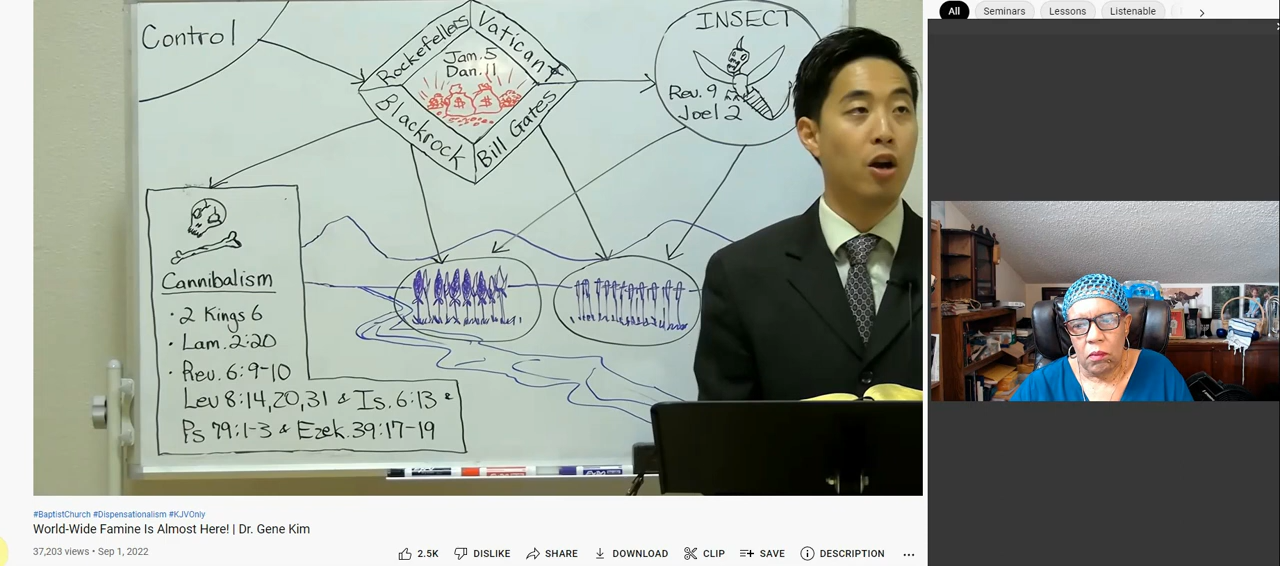 Control
Rockefellers
Vatican
Jam. 5
Dan. 11
$ $
Blackrock
Bill Gates
INSECT
Rev. 9
Joel 2
Cannibalism
· 2 Kings 6
· Lam. 2:20
· Rev. 6:9-10
Lev 8:14,20,31 & Is. 6:13 &
Ps 79:1-3 & Ezek. 39:17-19
All Seminars Lessons Listenable
#BaptistChurch #Dispensationalism #KJVOnly
World-Wide Famine Is Almost Here! | Dr. Gene Kim
37,203 views • Sep 1, 2022
2.5K DISLIKE SHARE DOWNLOAD CLIP SAVE DESCRIPTION ...